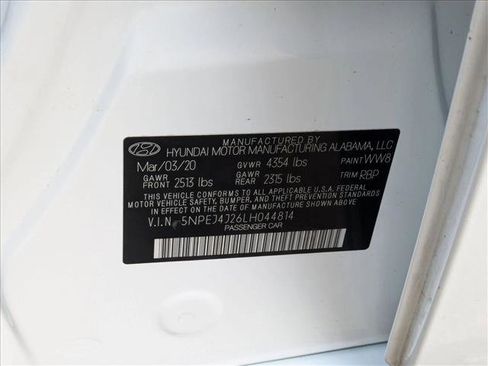 MANUFACTURED BY
HYUNDAI MOTOR MANUFACTURING ALABAMA, LLC
Mar/03/20 GVWR 4354 lbs PAINT WW8
GAWR FRONT 2513 lbs GAWR REAR 2315 lbs TRIM RBP
THIS VEHICLE CONFORMS TO ALL APPLICABLE U.S.A. FEDERAL
MOTOR VEHICLE SAFETY, BUMPER, AND THEFT PREVENTION STANDARDS
IN EFFECT ON THE DATE OF MANUFACTURE SHOWN ABOVE.
V.I.N. 5NPEJ4J26LH044814
PASSENGER CAR